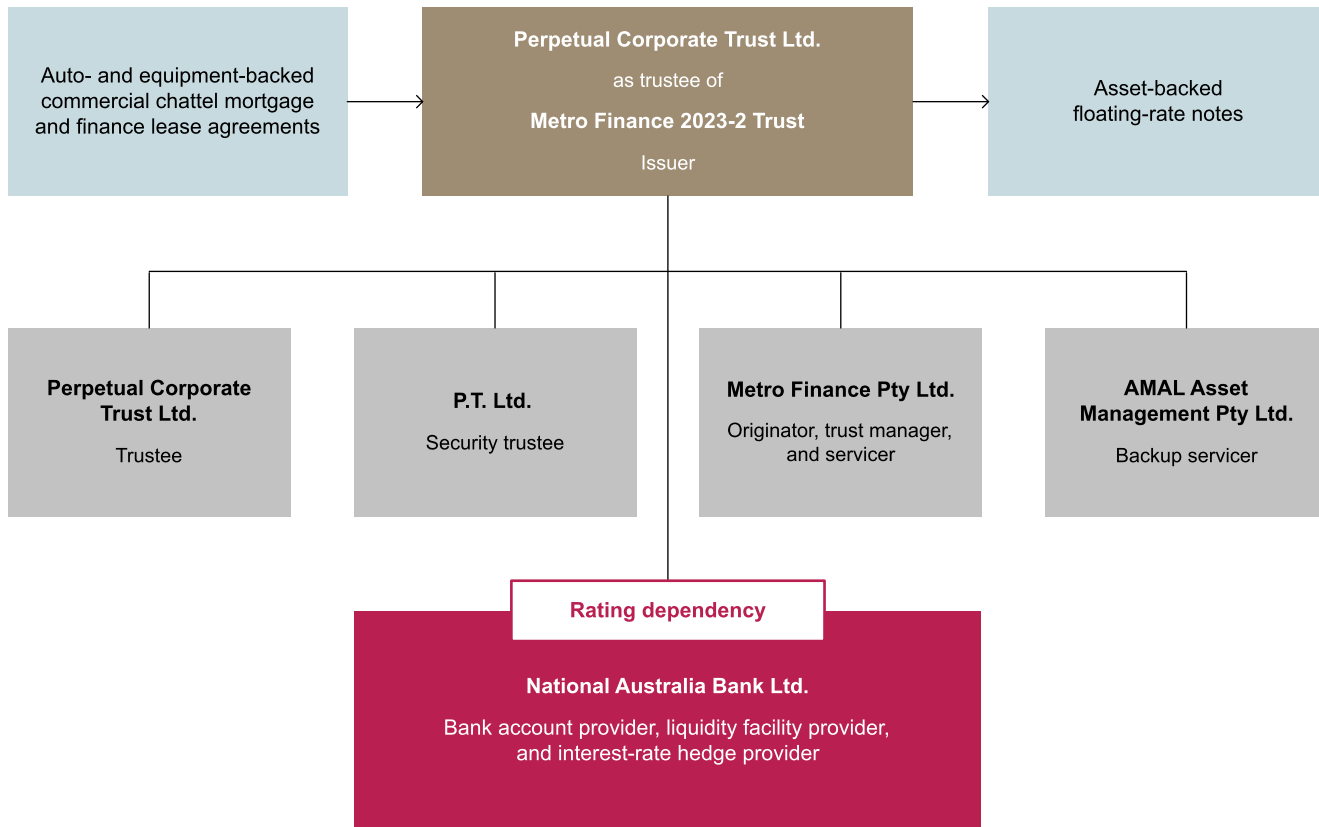 Auto- and equipment-backed
commercial chattel mortgage
and finance lease agreements
Perpetual Corporate Trust Ltd.
as trustee of
Metro Finance 2023-2 Trust
Issuer
Asset-backed
floating-rate notes
Perpetual Corporate
Trust Ltd.
Trustee
P.T. Ltd.
Security trustee
Metro Finance Pty Ltd.
Originator, trust manager,
and servicer
AMAL Asset
Management Pty Ltd.
Backup servicer
Rating dependency
National Australia Bank Ltd.
Bank account provider, liquidity facility provider,
and interest-rate hedge provider